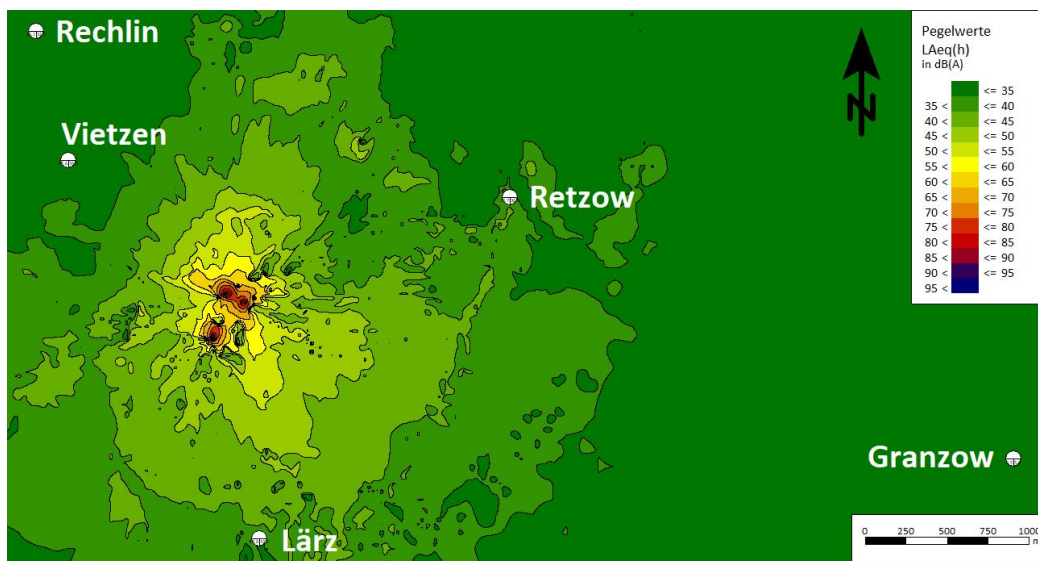 Rechlin
Vietzen
Retzow
Granzow
Lärz
N
Pegelwerte
LAeq(h)
in dB(A)
<= 35
35 < <= 40
40 < <= 45
45 < <= 50
50 < <= 55
55 < <= 60
60 < <= 65
65 < <= 70
70 < <= 75
75 < <= 80
80 < <= 85
85 < <= 90
90 < <= 95
95 <
0 250 500 750 1000
m